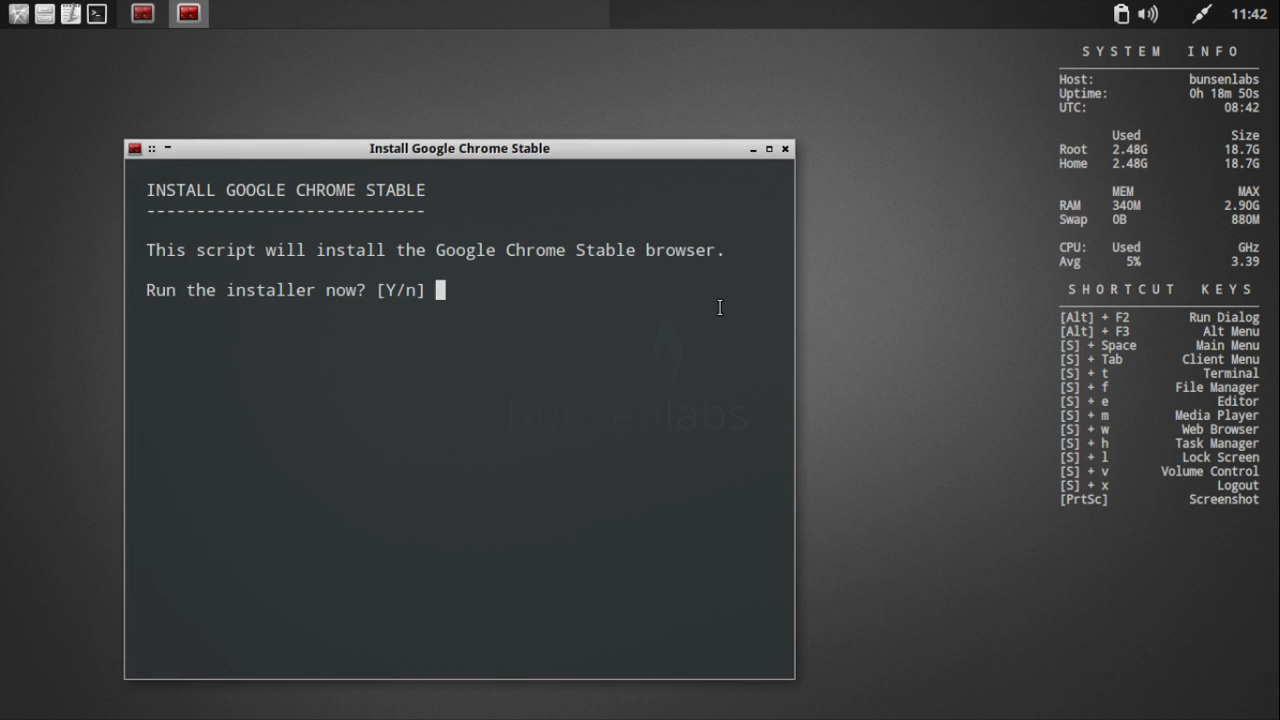 11:42
SYSTEM INFO
Host: bunsenlabs
Uptime: 0h 18m 50s
UTC: 08:42
Used Size
Root 2.48G 18.7G
Home 2.48G 18.7G
MEM MAX
RAM 340M 2.90G
Swap 0B 880M
CPU: Used GHz
Avg 5% 3.39
SHORTCUT KEYS
[Alt] + F2 Run Dialog
[Alt] + F3 Alt Menu
[S] + Space Main Menu
[S] + Tab Client Menu
[S] + t Terminal
[S] + f File Manager
[S] + e Editor
[S] + m Media Player
[S] + w Web Browser
[S] + h Task Manager
[S] + l Lock Screen
[S] + v Volume Control
[S] + x Logout
[PrtSc] Screenshot
Install Google Chrome Stable
INSTALL GOOGLE CHROME STABLE
----------------------------
This script will install the Google Chrome Stable browser.
Run the installer now? [Y/n]
bunsenlabs